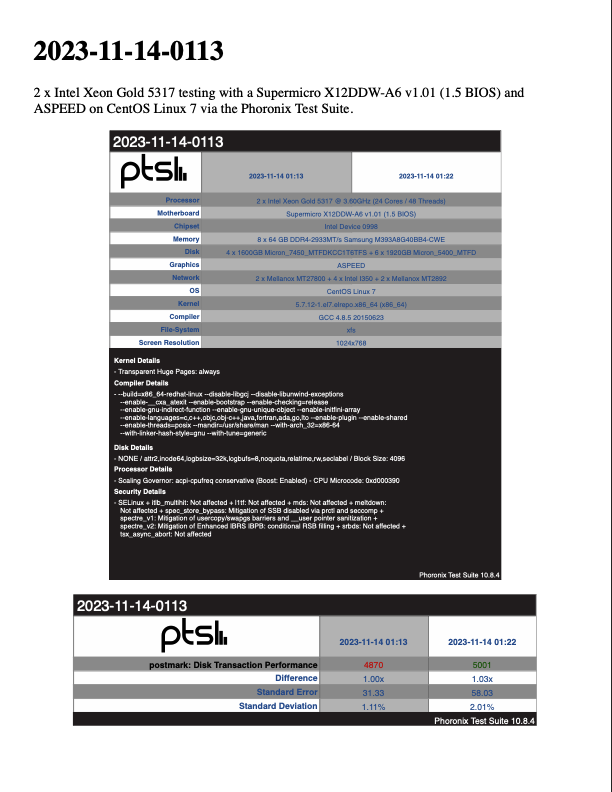 2023-11-14-0113
2 x Intel Xeon Gold 5317 testing with a Supermicro X12DDW-A6 v1.01 (1.5 BIOS) and
ASPEED on CentOS Linux 7 via the Phoronix Test Suite.
2023-11-14-0113
ptsl 2023-11-14 01:13 2023-11-14 01:22
Processor 2 x Intel Xeon Gold 5317 @ 3.60GHz (24 Cores / 48 Threads)
Motherboard Supermicro X12DDW-A6 v1.01 (1.5 BIOS)
Chipset Intel Device 0998
Memory 8 x 64 GB DDR4-2933MT/s Samsung M393A8G40BB4-CWE
Disk 4 x 1600GB Micron_7450_MTFDKCC1T6TFS + 6 x 1920GB Micron_5400_MTFD
Graphics ASPEED
Network 2 x Mellanox MT27800 + 4 x Intel I350 + 2 x Mellanox MT2892
OS CentOS Linux 7
Kernel 5.7.12-1.el7.elrepo.x86_64 (x86_64)
Compiler GCC 4.8.5 20150623
File-System xfs
Screen Resolution 1024x768
Kernel Details
- Transparent Huge Pages: always
Compiler Details
- --build=x86_64-redhat-linux --disable-libgcj --disable-libunwind-exceptions
--enable-__cxa_atexit --enable-bootstrap --enable-checking=release
--enable-gnu-indirect-function --enable-gnu-unique-object --enable-initfini-array
--enable-languages=c,c++,objc,obj-c++,java,fortran,ada,go,lto --enable-plugin --enable-shared
--enable-threads=posix --mandir=/usr/share/man --with-arch_32=x86-64
--with-linker-hash-style=gnu --with-tune=generic
Disk Details
- NONE / attr2,inode64,logbsize=32k,logbufs=8,noquota,relatime,rw,seclabel / Block Size: 4096
Processor Details
- Scaling Governor: acpi-cpufreq conservative (Boost: Enabled) - CPU Microcode: 0xd000390
Security Details
- SELinux + itlb_multihit: Not affected + l1tf: Not affected + mds: Not affected + meltdown:
Not affected + spec_store_bypass: Mitigation of SSB disabled via prctl and seccomp +
spectre_v1: Mitigation of usercopy/swapgs barriers and __user pointer sanitization +
spectre_v2: Mitigation of Enhanced IBRS IBPB: conditional RSB filling + srbds: Not affected +
tsx_async_abort: Not affected
Phoronix Test Suite 10.8.4
2023-11-14-0113
ptsl 2023-11-14 01:13 2023-11-14 01:22
postmark: Disk Transaction Performance 4870 5001
Difference 1.00x 1.03x
Standard Error 31.33 58.03
Standard Deviation 1.11% 2.01%
Phoronix Test Suite 10.8.4